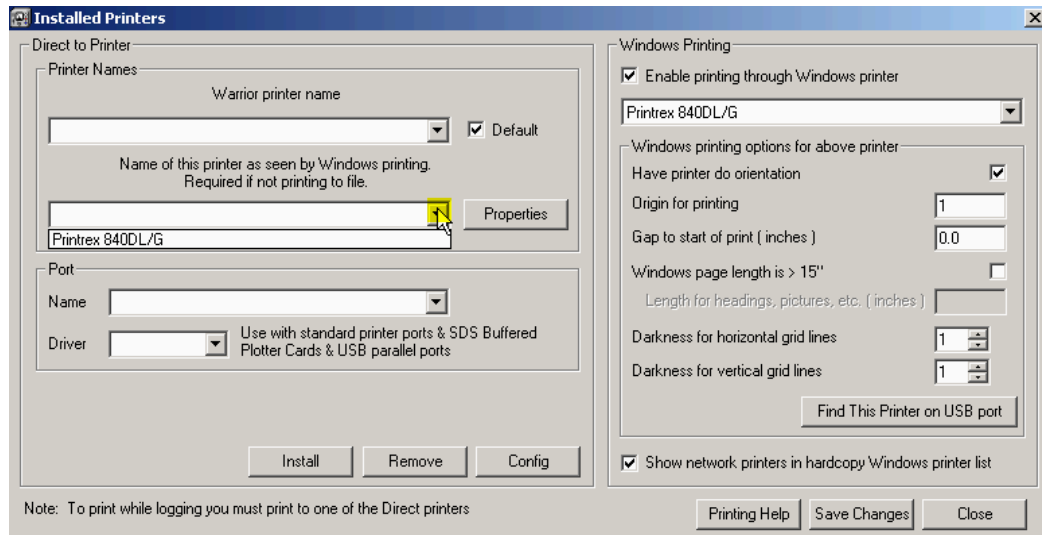 Installed Printers
Direct to Printer
Printer Names
Warrior printer name
Default
Name of this printer as seen by Windows printing.
Required if not printing to file.
Properties
Printrex 840DL/G
Port
Name
Driver
Use with standard printer ports & SDS Buffered
Plotter Cards & USB parallel ports
Install Remove Config
Windows Printing
Enable printing through Windows printer
Printrex 840DL/G
Windows printing options for above printer
Have printer do orientation
Origin for printing 1
Gap to start of print ( inches ) 0.0
Windows page length is > 15"
Length for headings, pictures, etc. ( inches )
Darkness for horizontal grid lines 1
Darkness for vertical grid lines 1
Find This Printer on USB port
Show network printers in hardcopy Windows printer list
Note: To print while logging you must print to one of the Direct printers
Printing Help Save Changes Close